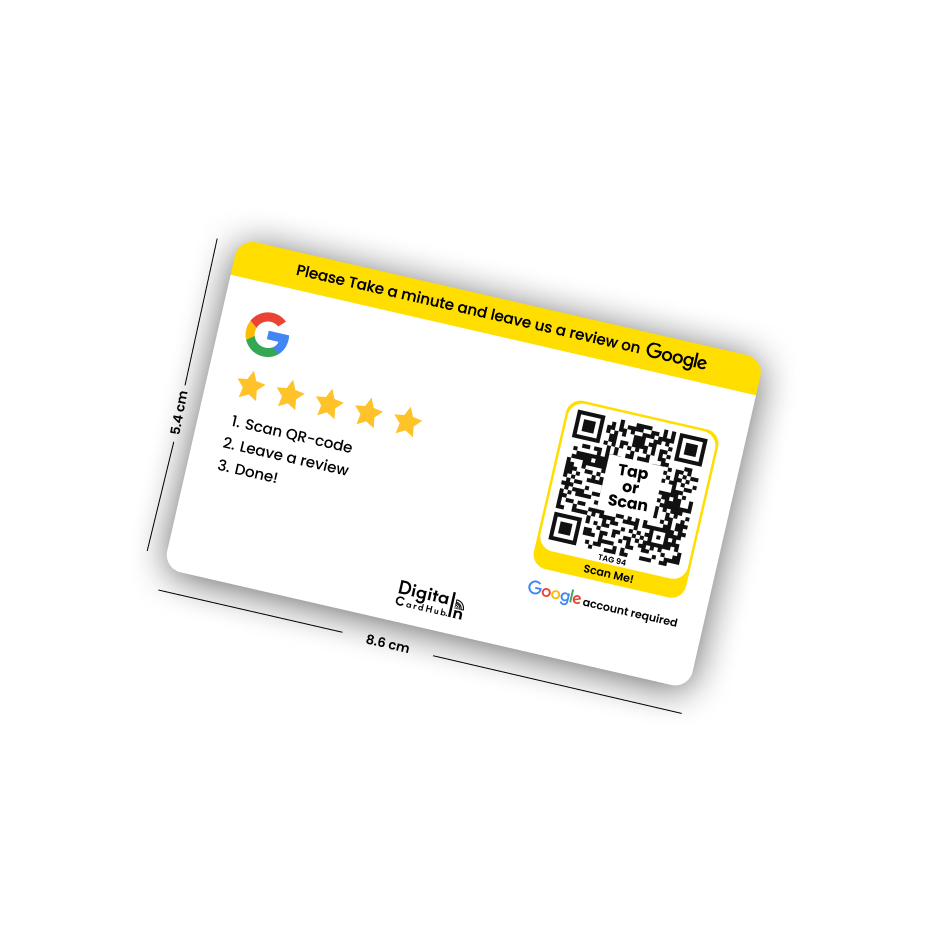 Please Take a minute and leave us a review on Google
1. Scan QR-code
2. Leave a review
3. Done!
Tap
or
Scan
TAG 94
Scan Me!
Google account required
Digital In
CardHub.
5.4 cm
8.6 cm